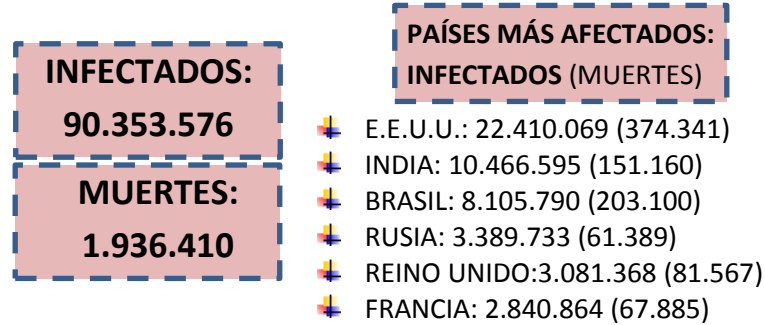 INFECTADOS:
90.353.576
MUERTES:
1.936.410
PAÍSES MÁS AFECTADOS:
INFECTADOS (MUERTES)
E.E.U.U.: 22.410.069 (374.341)
INDIA: 10.466.595 (151.160)
BRASIL: 8.105.790 (203.100)
RUSIA: 3.389.733 (61.389)
REINO UNIDO:3.081.368 (81.567)
FRANCIA: 2.840.864 (67.885)